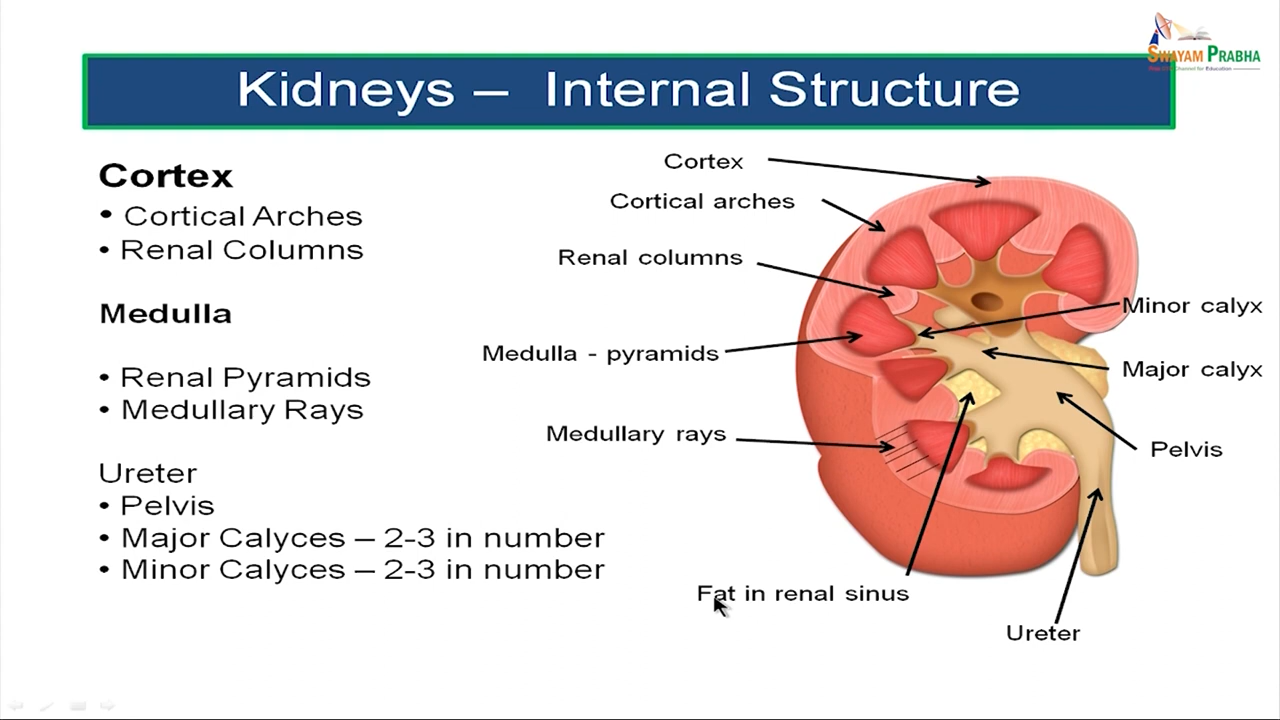 SWAYAM PRABHA
Kidneys – Internal Structure
Cortex
• Cortical Arches
• Renal Columns
Medulla
• Renal Pyramids
• Medullary Rays
Ureter
• Pelvis
• Major Calyces – 2-3 in number
• Minor Calyces – 2-3 in number
Cortex
Cortical arches
Renal columns
Medulla - pyramids
Medullary rays
Fat in renal sinus
Minor calyx
Major calyx
Pelvis
Ureter